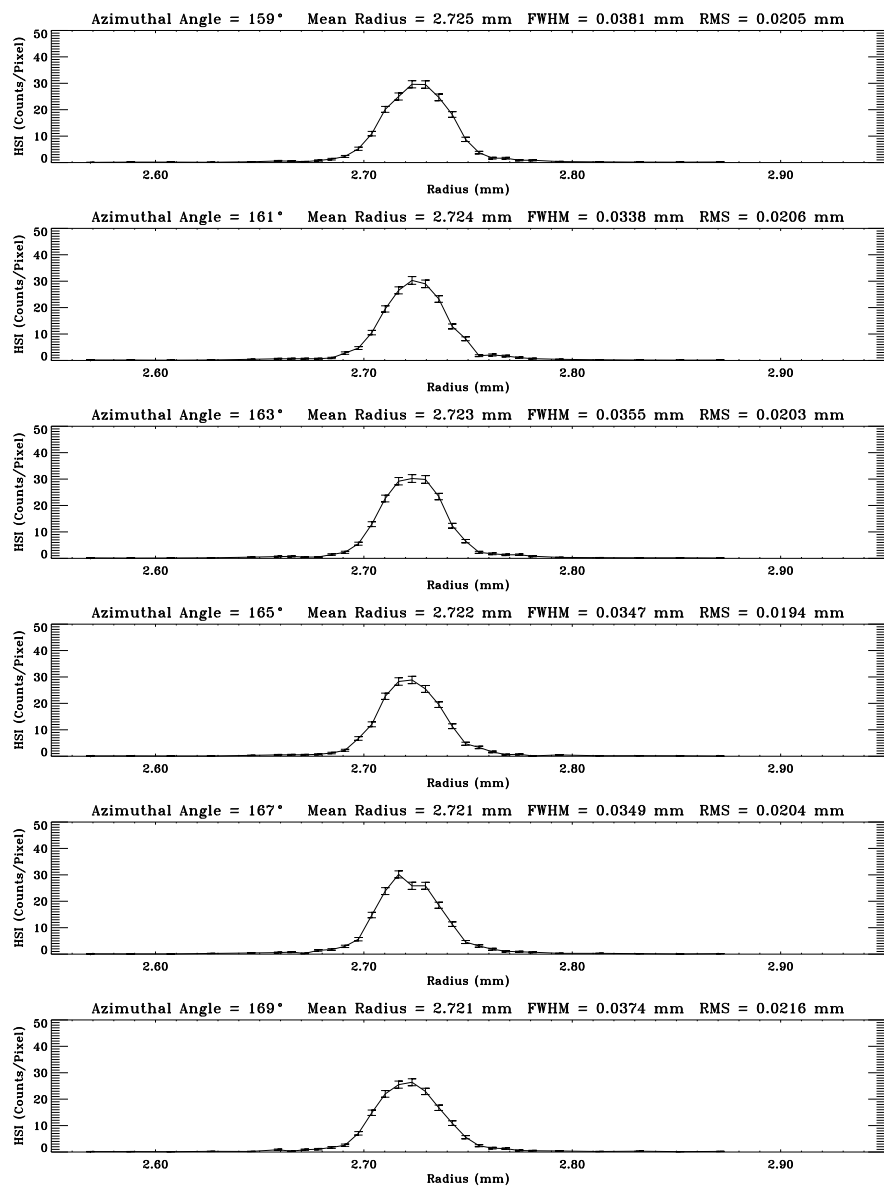 Azimuthal Angle = 159° Mean Radius = 2.725 mm FWHM = 0.0381 mm RMS = 0.0205 mm
50
40
30
20
10
0
HSI (Counts/Pixel)
2.60 2.70 2.80 2.90
Radius (mm)
Azimuthal Angle = 161° Mean Radius = 2.724 mm FWHM = 0.0338 mm RMS = 0.0206 mm
50
40
30
20
10
0
HSI (Counts/Pixel)
2.60 2.70 2.80 2.90
Radius (mm)
Azimuthal Angle = 163° Mean Radius = 2.723 mm FWHM = 0.0355 mm RMS = 0.0203 mm
50
40
30
20
10
0
HSI (Counts/Pixel)
2.60 2.70 2.80 2.90
Radius (mm)
Azimuthal Angle = 165° Mean Radius = 2.722 mm FWHM = 0.0347 mm RMS = 0.0194 mm
50
40
30
20
10
0
HSI (Counts/Pixel)
2.60 2.70 2.80 2.90
Radius (mm)
Azimuthal Angle = 167° Mean Radius = 2.721 mm FWHM = 0.0349 mm RMS = 0.0204 mm
50
40
30
20
10
0
HSI (Counts/Pixel)
2.60 2.70 2.80 2.90
Radius (mm)
Azimuthal Angle = 169° Mean Radius = 2.721 mm FWHM = 0.0374 mm RMS = 0.0216 mm
50
40
30
20
10
0
HSI (Counts/Pixel)
2.60 2.70 2.80 2.90
Radius (mm)